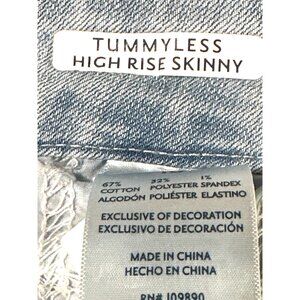 TUMMYLESS
HIGH RISE SKINNY
67% 32% 1%
COTTON POLYESTER SPANDEX
ALGODÓN POLIÉSTER ELASTINO
EXCLUSIVE OF DECORATION
EXCLUSIVO DE DECORACIÓN
MADE IN CHINA
HECHO EN CHINA
RN# 109890